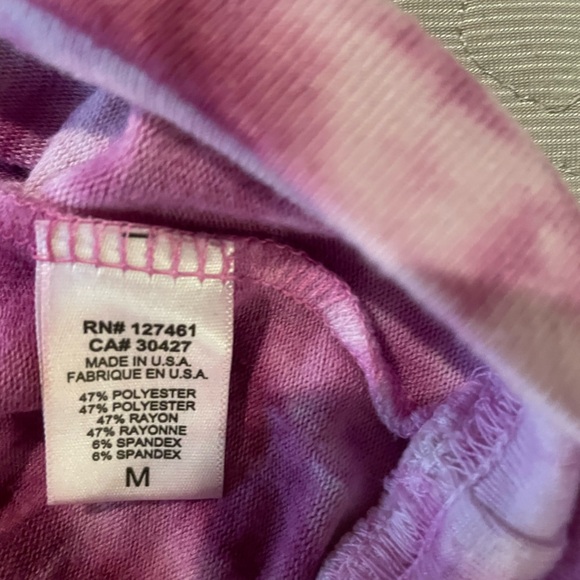 RN# 127461
CA# 30427
MADE IN U.S.A.
FABRIQUE EN U.S.A.
47% POLYESTER
47% POLYESTER
47% RAYON
47% RAYONNE
6% SPANDEX
6% SPANDEX
M